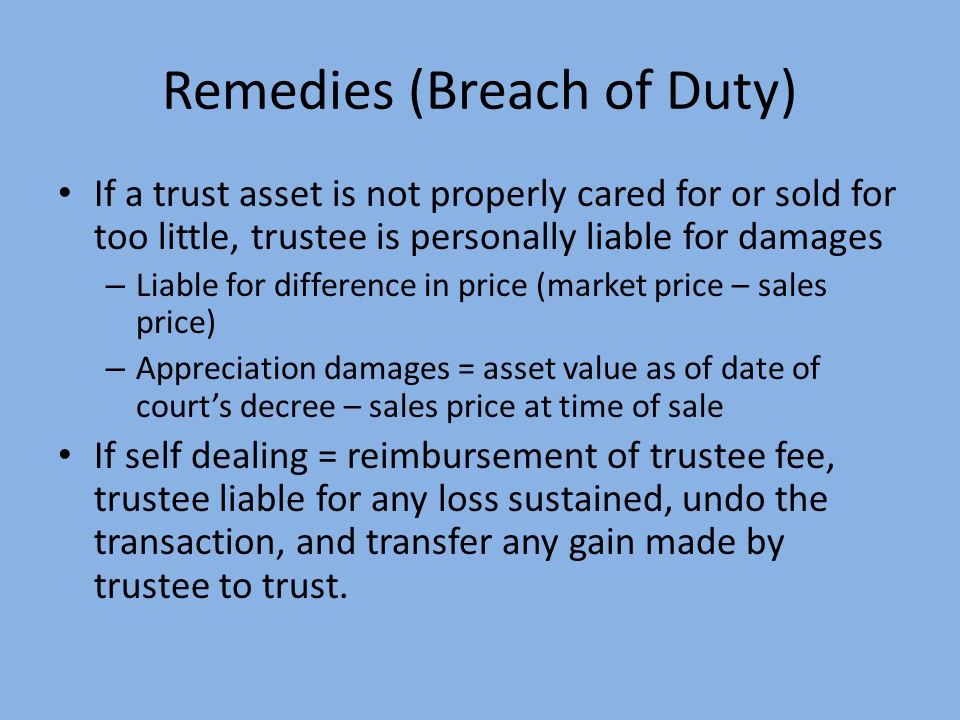 Remedies (Breach of Duty)
• If a trust asset is not properly cared for or sold for
too little, trustee is personally liable for damages
– Liable for difference in price (market price – sales
price)
– Appreciation damages = asset value as of date of
court’s decree – sales price at time of sale
• If self dealing = reimbursement of trustee fee,
trustee liable for any loss sustained, undo the
transaction, and transfer any gain made by
trustee to trust.